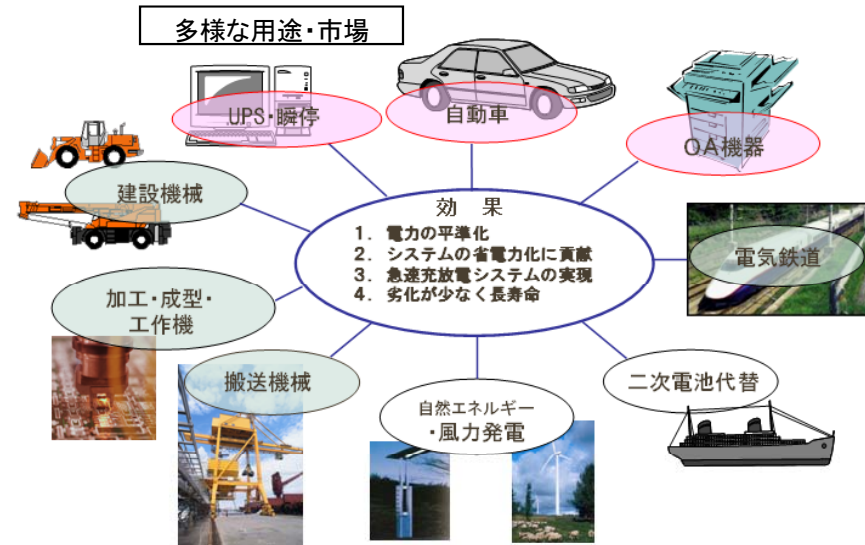 多様な用途・市場
UPS・瞬停
自動車
OA機器
建設機械
効 果
1. 電力の平準化
2. システムの省電力化に貢献
3. 急速充放電システムの実現
4. 劣化が少なく長寿命
電気鉄道
加工・成型・
工作機
搬送機械
自然エネルギー
・風力発電
二次電池代替